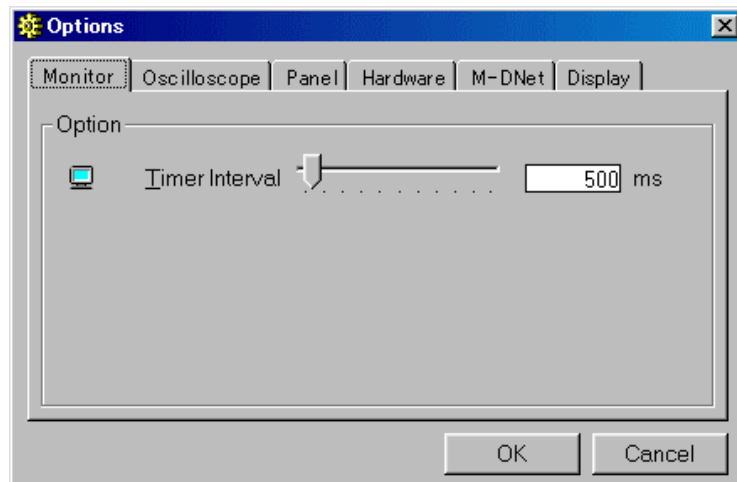 Options
Monitor Oscilloscope Panel Hardware M-DNet Display
Option
Timer Interval 500 ms
OK Cancel